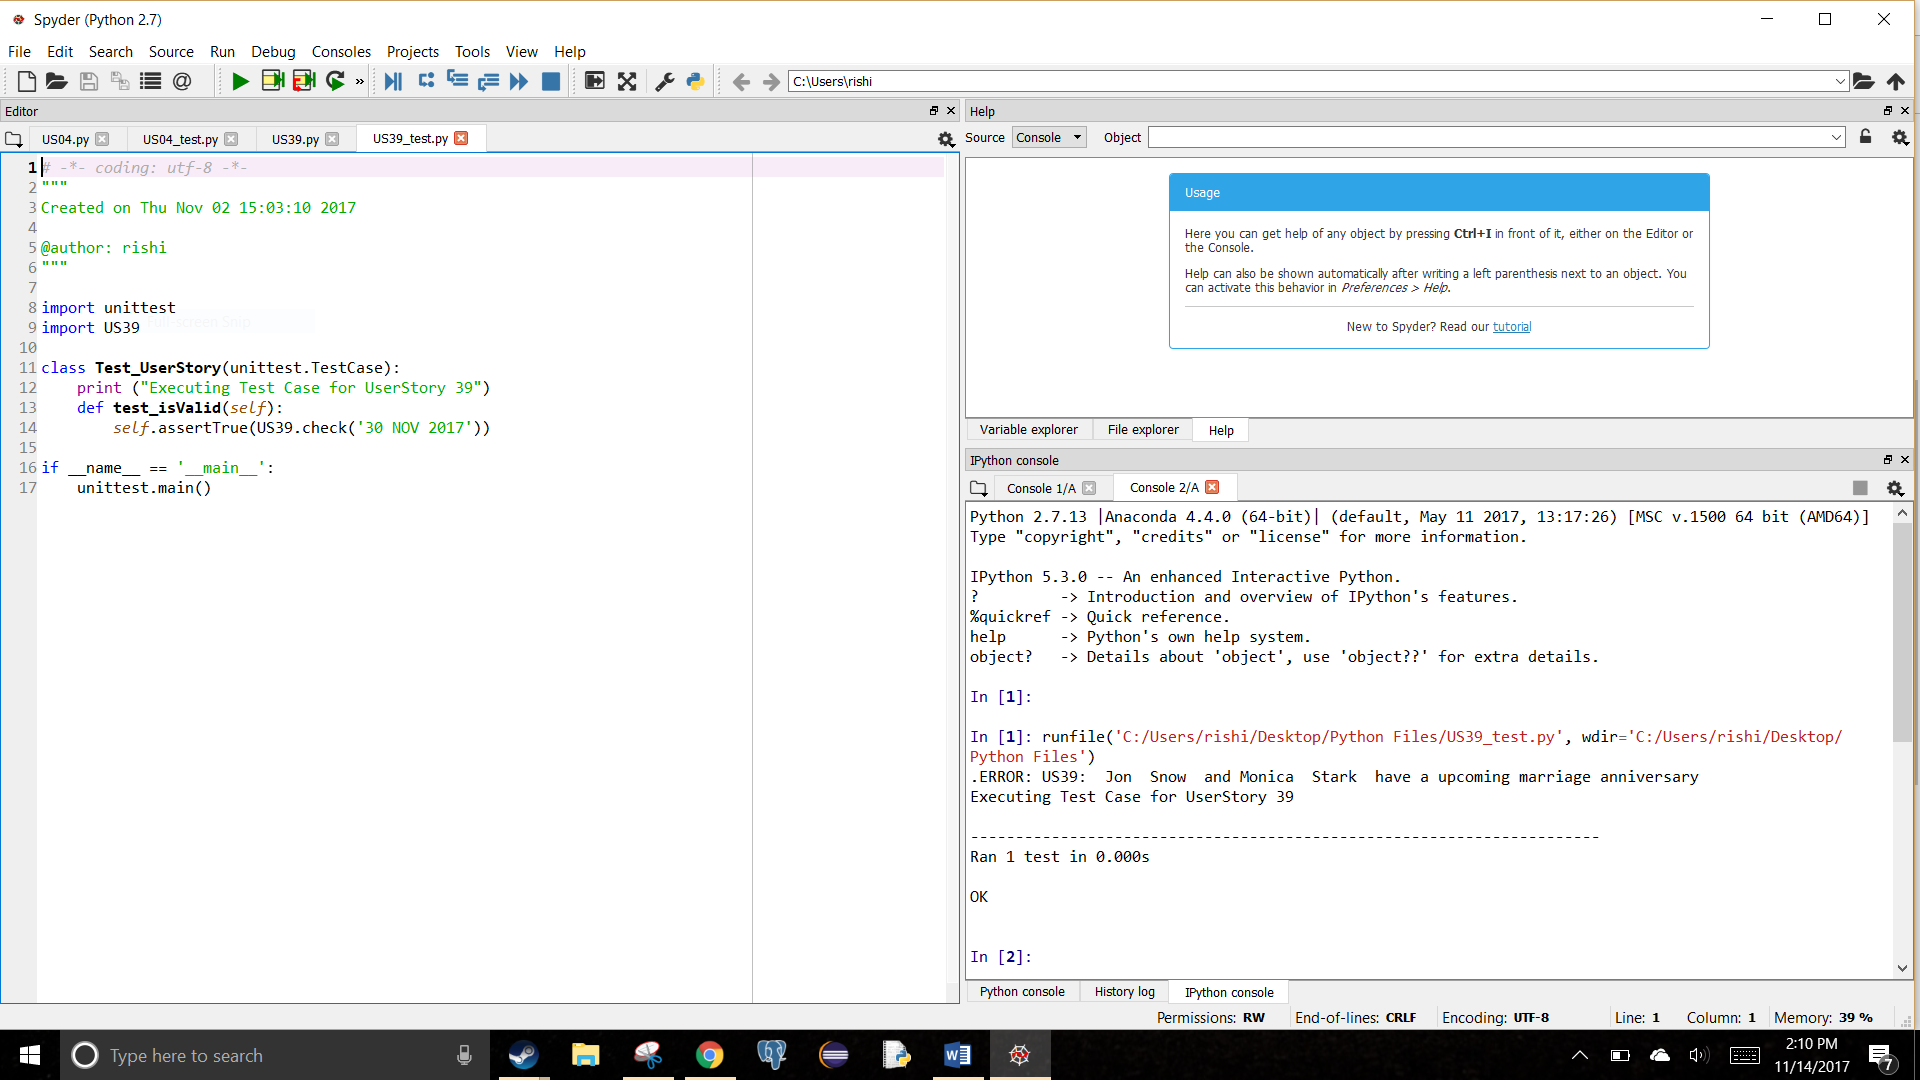 Spyder (Python 2.7)
File Edit Search Source Run Debug Consoles Projects Tools View Help
C:\Users\rishi
Editor
US04.py US04_test.py US39.py US39_test.py
1 # -*- coding: utf-8 -*-
2 """
3 Created on Thu Nov 02 15:03:10 2017
4
5 @author: rishi
6 """
7
8 import unittest
9 import US39
10
11 class Test_UserStory(unittest.TestCase):
12 print ("Executing Test Case for UserStory 39")
13 def test_isValid(self):
14 self.assertTrue(US39.check('30 NOV 2017'))
15
16 if __name__ == '__main__':
17 unittest.main()
Help
Source Console Object
Usage
Here you can get help of any object by pressing Ctrl+I in front of it, either on the Editor or
the Console.
Help can also be shown automatically after writing a left parenthesis next to an object. You
can activate this behavior in Preferences > Help.
New to Spyder? Read our tutorial
Variable explorer File explorer Help
IPython console
Console 1/A Console 2/A
Python 2.7.13 |Anaconda 4.4.0 (64-bit)| (default, May 11 2017, 13:17:26) [MSC v.1500 64 bit (AMD64)]
Type "copyright", "credits" or "license" for more information.
IPython 5.3.0 -- An enhanced Interactive Python.
? -> Introduction and overview of IPython's features.
%quickref -> Quick reference.
help -> Python's own help system.
object? -> Details about 'object', use 'object??' for extra details.
In [1]:
In [1]: runfile('C:/Users/rishi/Desktop/Python Files/US39_test.py', wdir='C:/Users/rishi/Desktop/
Python Files')
.ERROR: US39: Jon Snow and Monica Stark have a upcoming marriage anniversary
Executing Test Case for UserStory 39
----------------------------------------------------------------------
Ran 1 test in 0.000s
OK
In [2]:
Python console History log IPython console
Permissions: RW End-of-lines: CRLF Encoding: UTF-8 Line: 1 Column: 1 Memory: 39 %
Type here to search
2:10 PM
11/14/2017
7